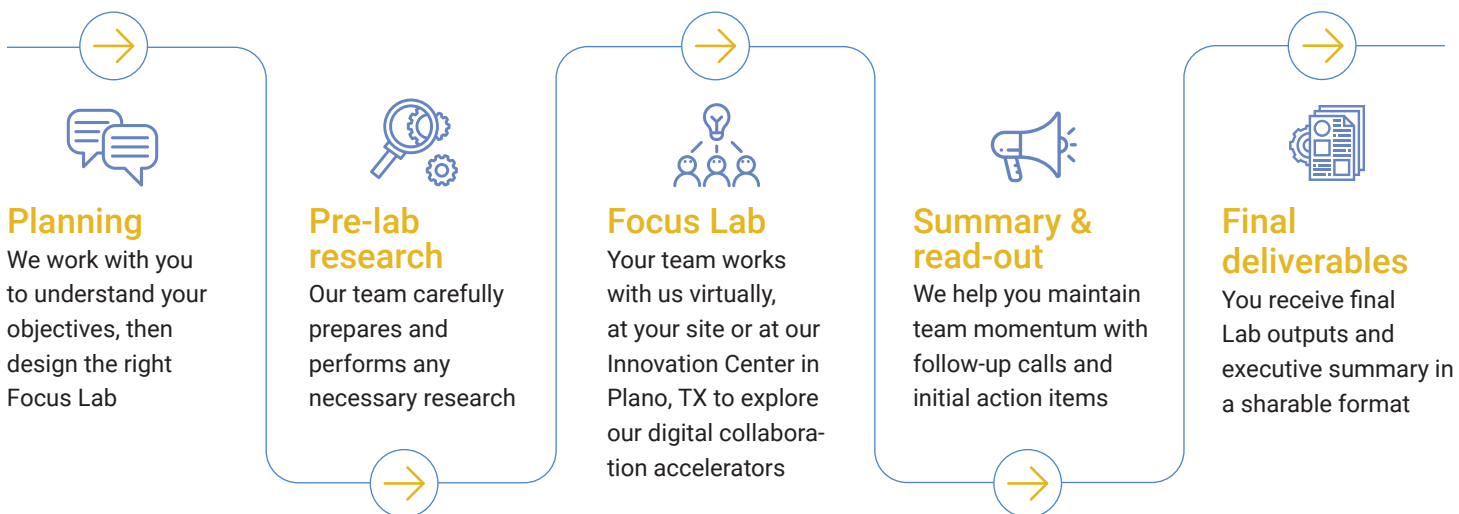 Planning
We work with you
to understand your
objectives, then
design the right
Focus Lab
Pre-lab
research
Our team carefully
prepares and
performs any
necessary research
Focus Lab
Your team works
with us virtually,
at your site or at our
Innovation Center in
Plano, TX to explore
our digital collabora-
tion accelerators
Summary &
read-out
We help you maintain
team momentum with
follow-up calls and
initial action items
Final
deliverables
You receive final
Lab outputs and
executive summary in
a sharable format